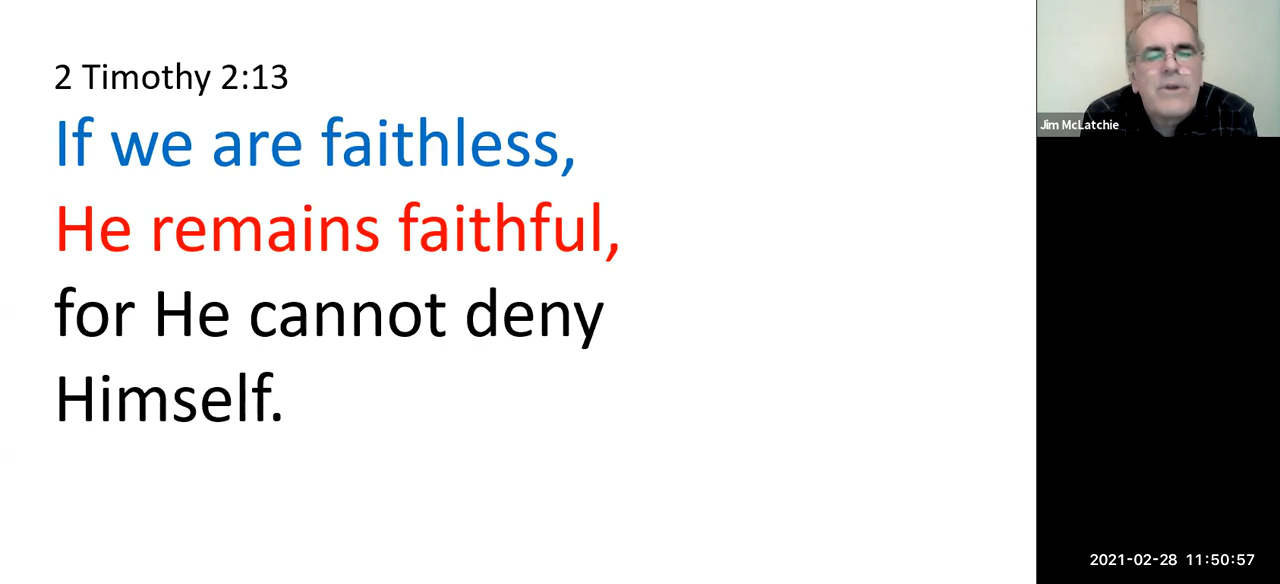 2 Timothy 2:13
If we are faithless,
He remains faithful,
for He cannot deny
Himself.
Jim McLatchie
2021-02-28 11:50:57